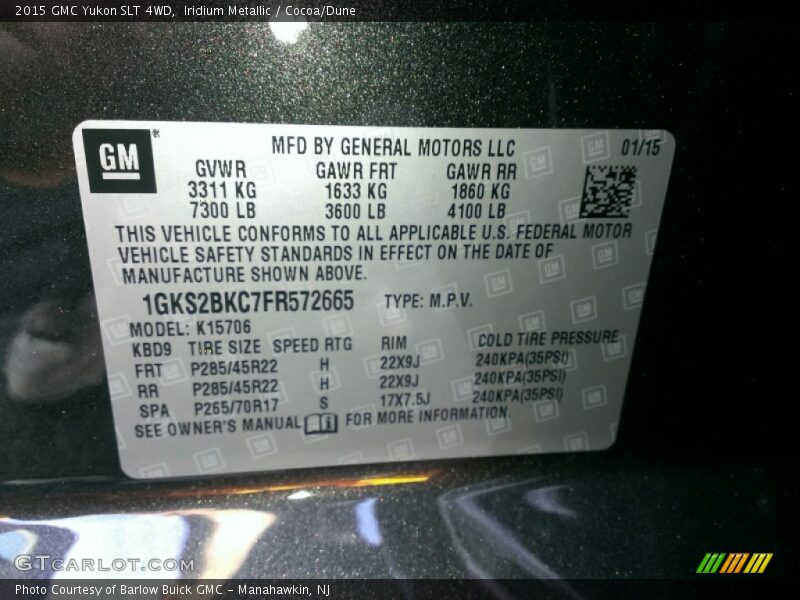 2015 GMC Yukon SLT 4WD, Iridium Metallic / Cocoa/Dune
GM ®
MFD BY GENERAL MOTORS LLC 01/15
GVWR GAWR FRT GAWR RR
3311 KG 1633 KG 1860 KG
7300 LB 3600 LB 4100 LB
THIS VEHICLE CONFORMS TO ALL APPLICABLE U.S. FEDERAL MOTOR
VEHICLE SAFETY STANDARDS IN EFFECT ON THE DATE OF
MANUFACTURE SHOWN ABOVE.
1GKS2BKC7FR572665 TYPE: M.P.V.
MODEL: K15706
KBD9 TIRE SIZE SPEED RTG RIM COLD TIRE PRESSURE
FRT P285/45R22 H 22X9J 240KPA(35PSI)
RR P285/45R22 H 22X9J 240KPA(35PSI)
SPA P265/70R17 S 17X7.5J 240KPA(35PSI)
SEE OWNER'S MANUAL FOR MORE INFORMATION.
GTCARLOT.COM
Photo Courtesy of Barlow Buick GMC - Manahawkin, NJ